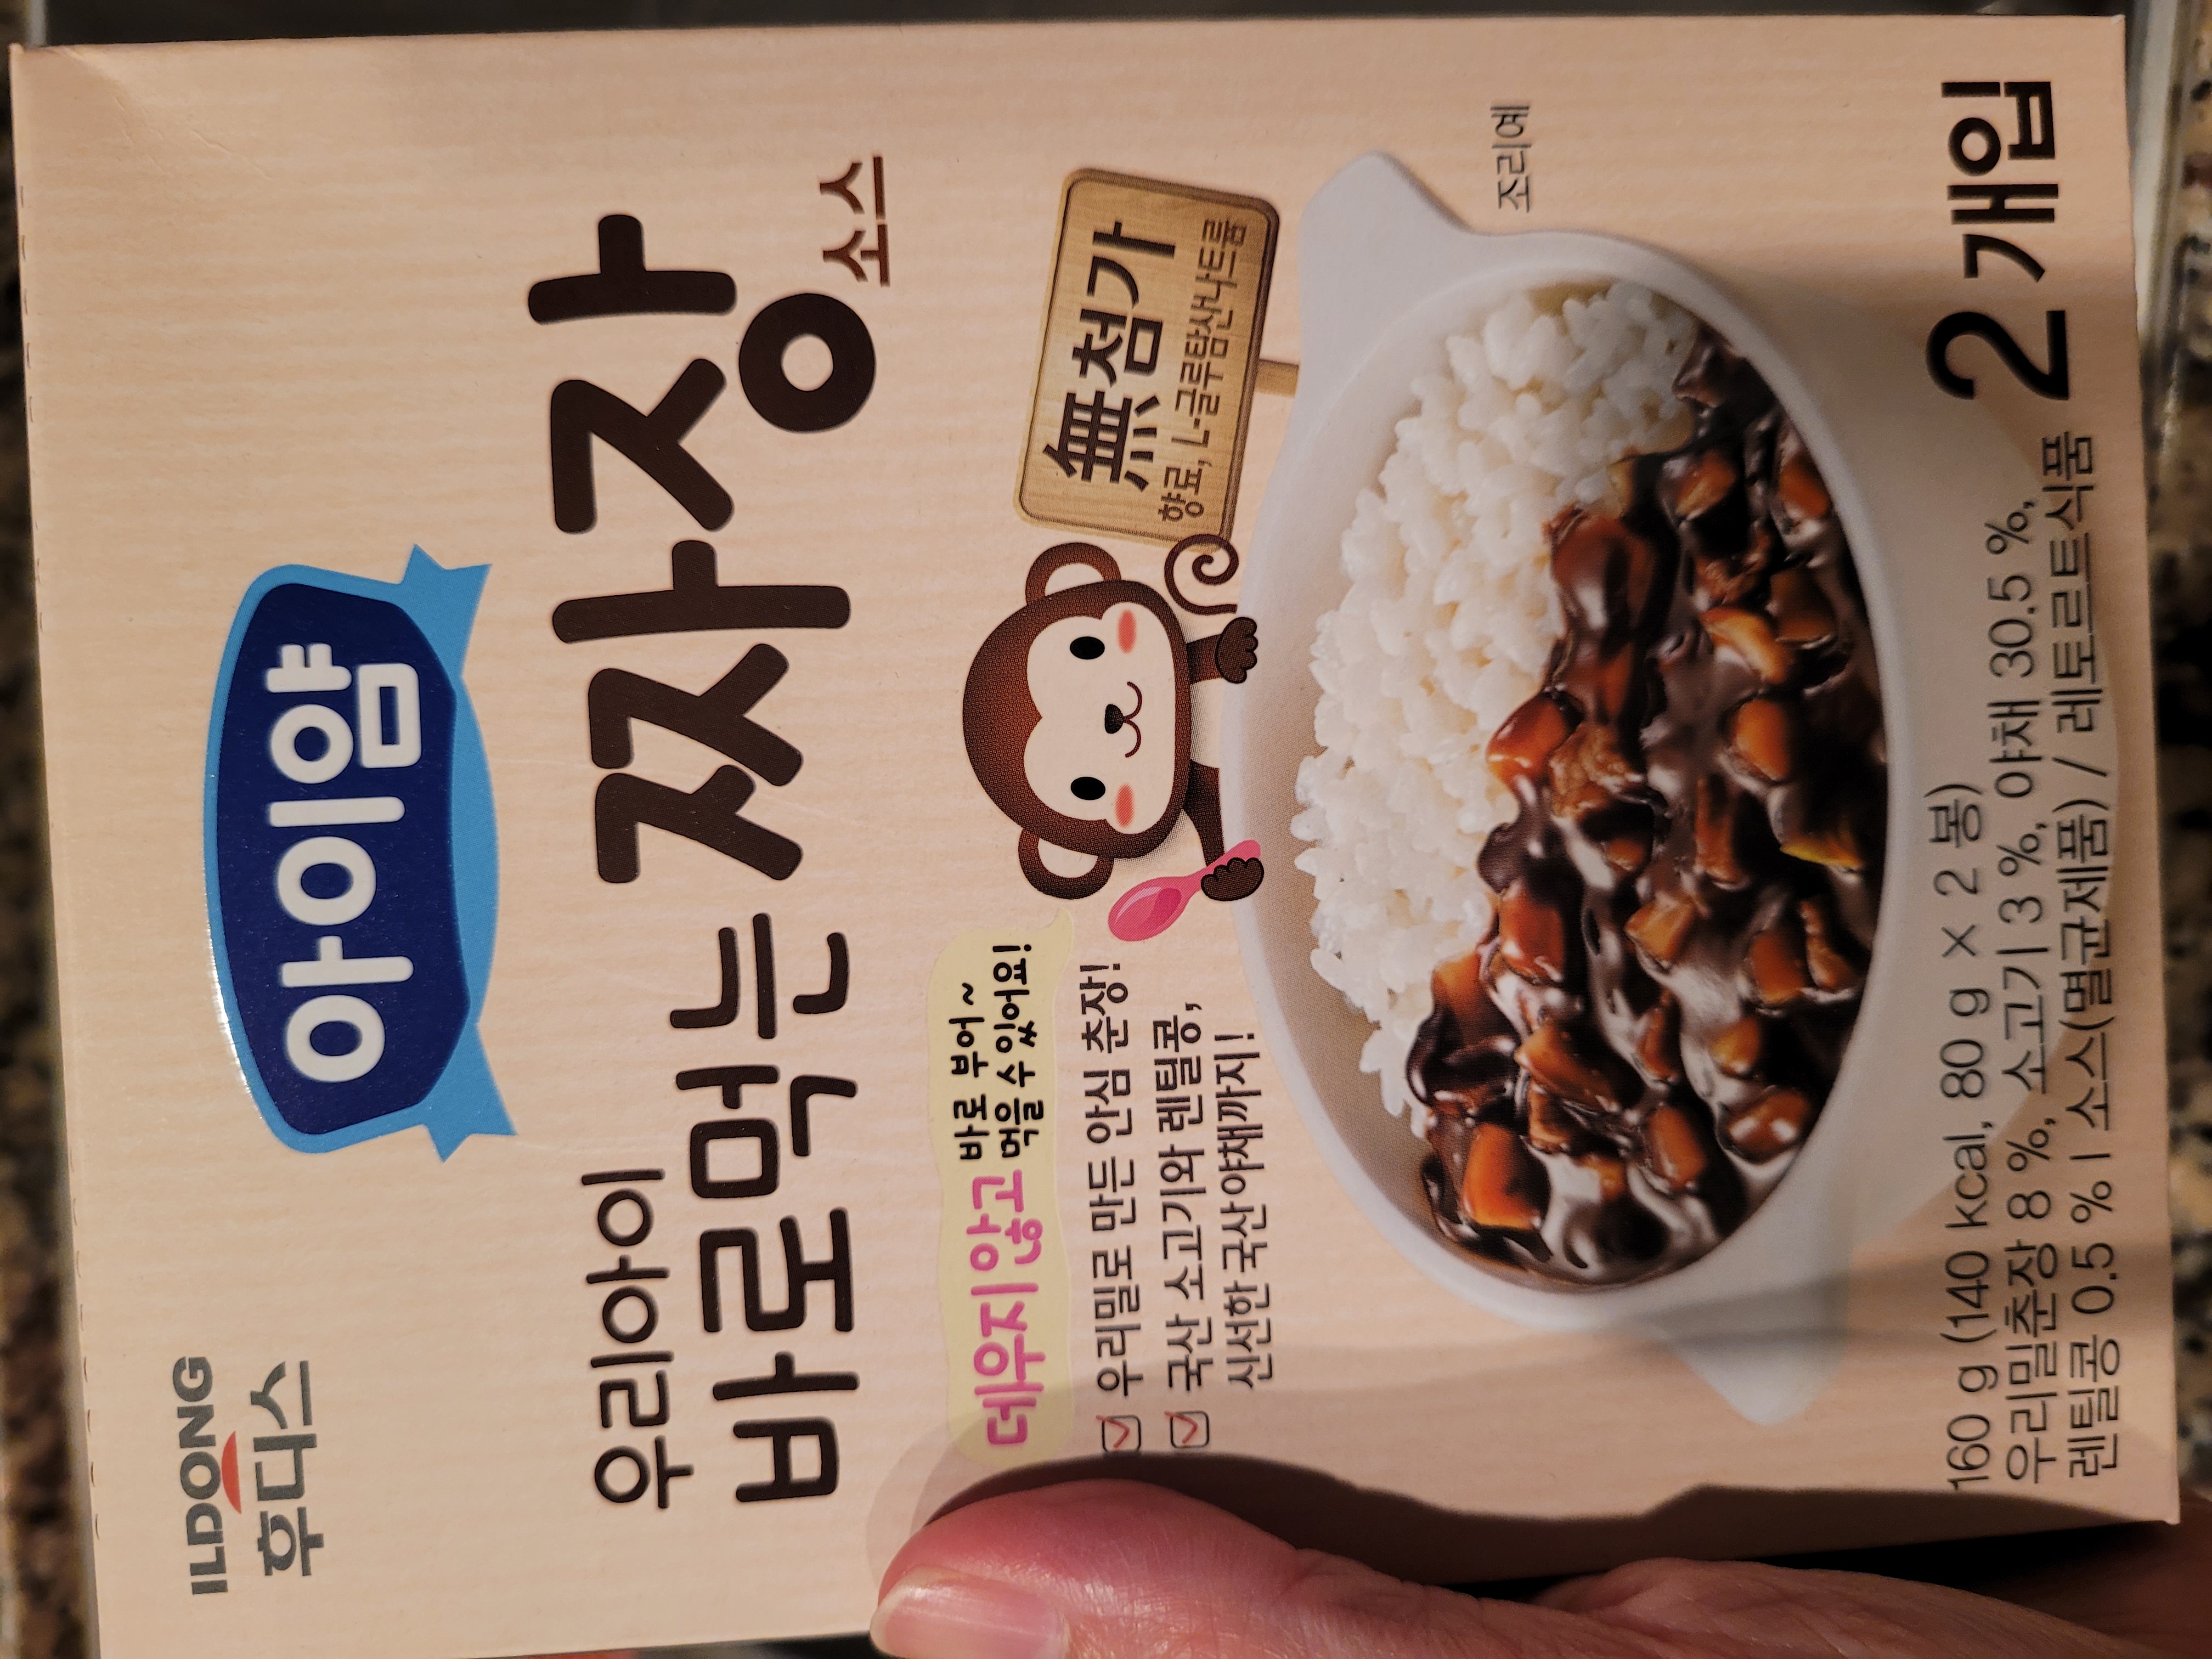 ILDONG
후디스
아이얌
우리아이
바로먹는 짜장
소스
데우지 않고 바로 부어~
먹을 수 있어요!
우리밀로 만든 안심 춘장!
국산 소고기와 렌틸콩,
신선한 국산야채까지!
無첨가
향료, L-글루탐산나트륨
조리예
160 g (140 kcal, 80 g × 2 봉)
우리밀춘장 8 %, 소고기 3 %, 야채 30.5 %,
렌틸콩 0.5 % | 소스(멸균제품) / 레토르트식품
2 개입